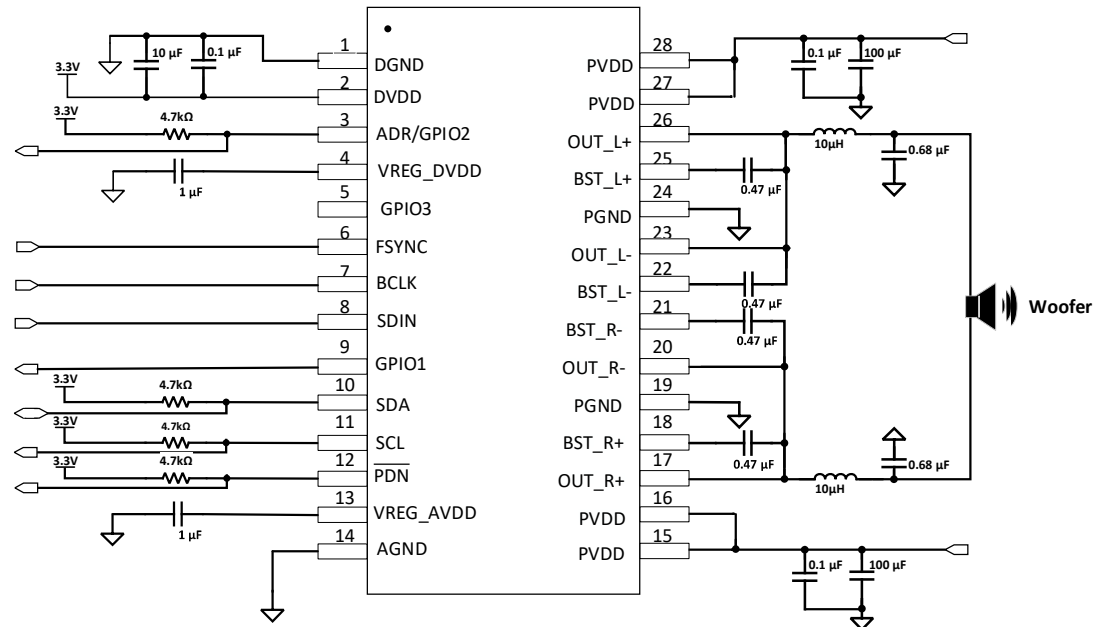 10 µF
0.1 µF
3.3V
1
DGND
2
DVDD
3.3V
4.7kΩ
3
ADR/GPIO2
4
VREG_DVDD
1 µF
5
GPIO3
6
FSYNC
7
BCLK
8
SDIN
9
GPIO1
3.3V
4.7kΩ
10
SDA
3.3V
4.7kΩ
11
SCL
3.3V
4.7kΩ
12
PDN
13
VREG_AVDD
1 µF
14
AGND
28
PVDD
0.1 µF
100 µF
27
PVDD
26
OUT_L+
10µH
0.68 µF
25
BST_L+
0.47 µF
24
PGND
23
OUT_L-
22
BST_L-
0.47 µF
21
BST_R-
0.47 µF
Woofer
20
OUT_R-
19
PGND
18
BST_R+
0.47 µF
17
OUT_R+
10µH
0.68 µF
16
PVDD
15
PVDD
0.1 µF
100 µF